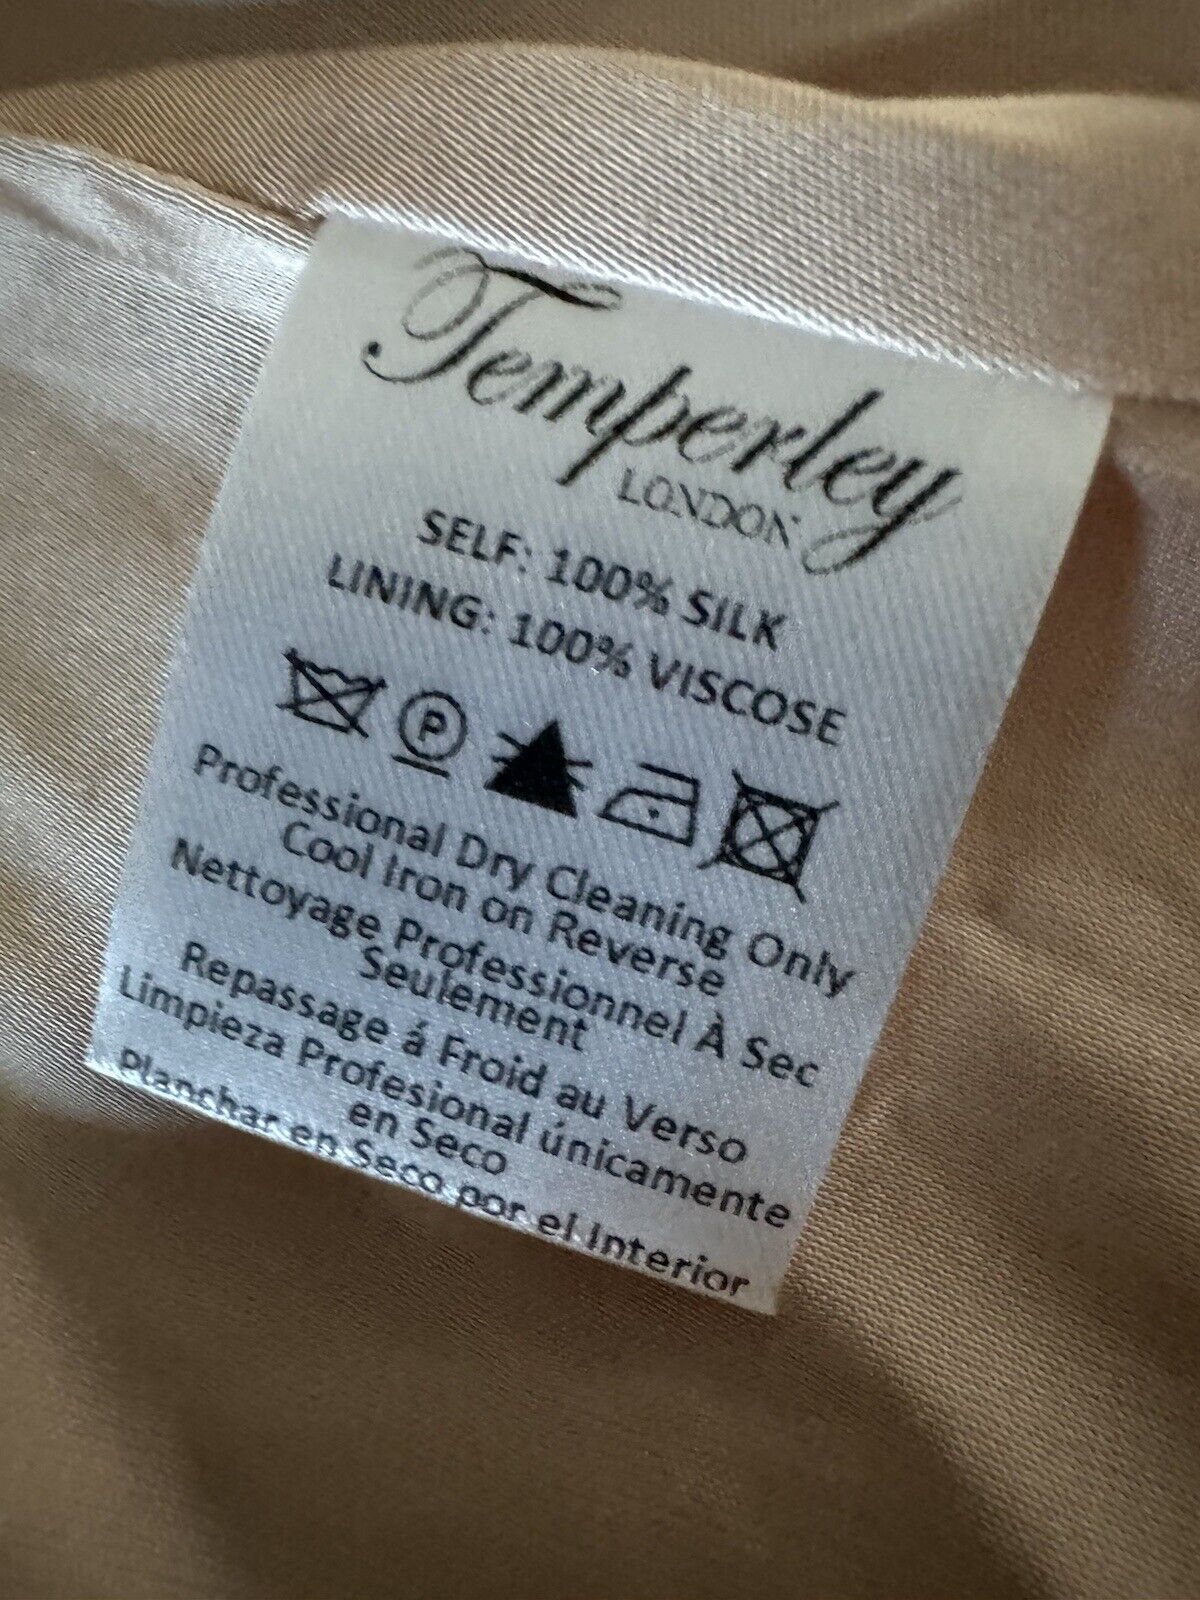 Temperley
LONDON
SELF: 100% SILK
LINING: 100% VISCOSE
P
Professional Dry Cleaning Only
Cool Iron on Reverse
Nettoyage Professionnel À Sec
Seulement
Repassage á Froid au Verso
Limpieza Profesional únicamente
en Seco
Planchar en Seco por el Interior